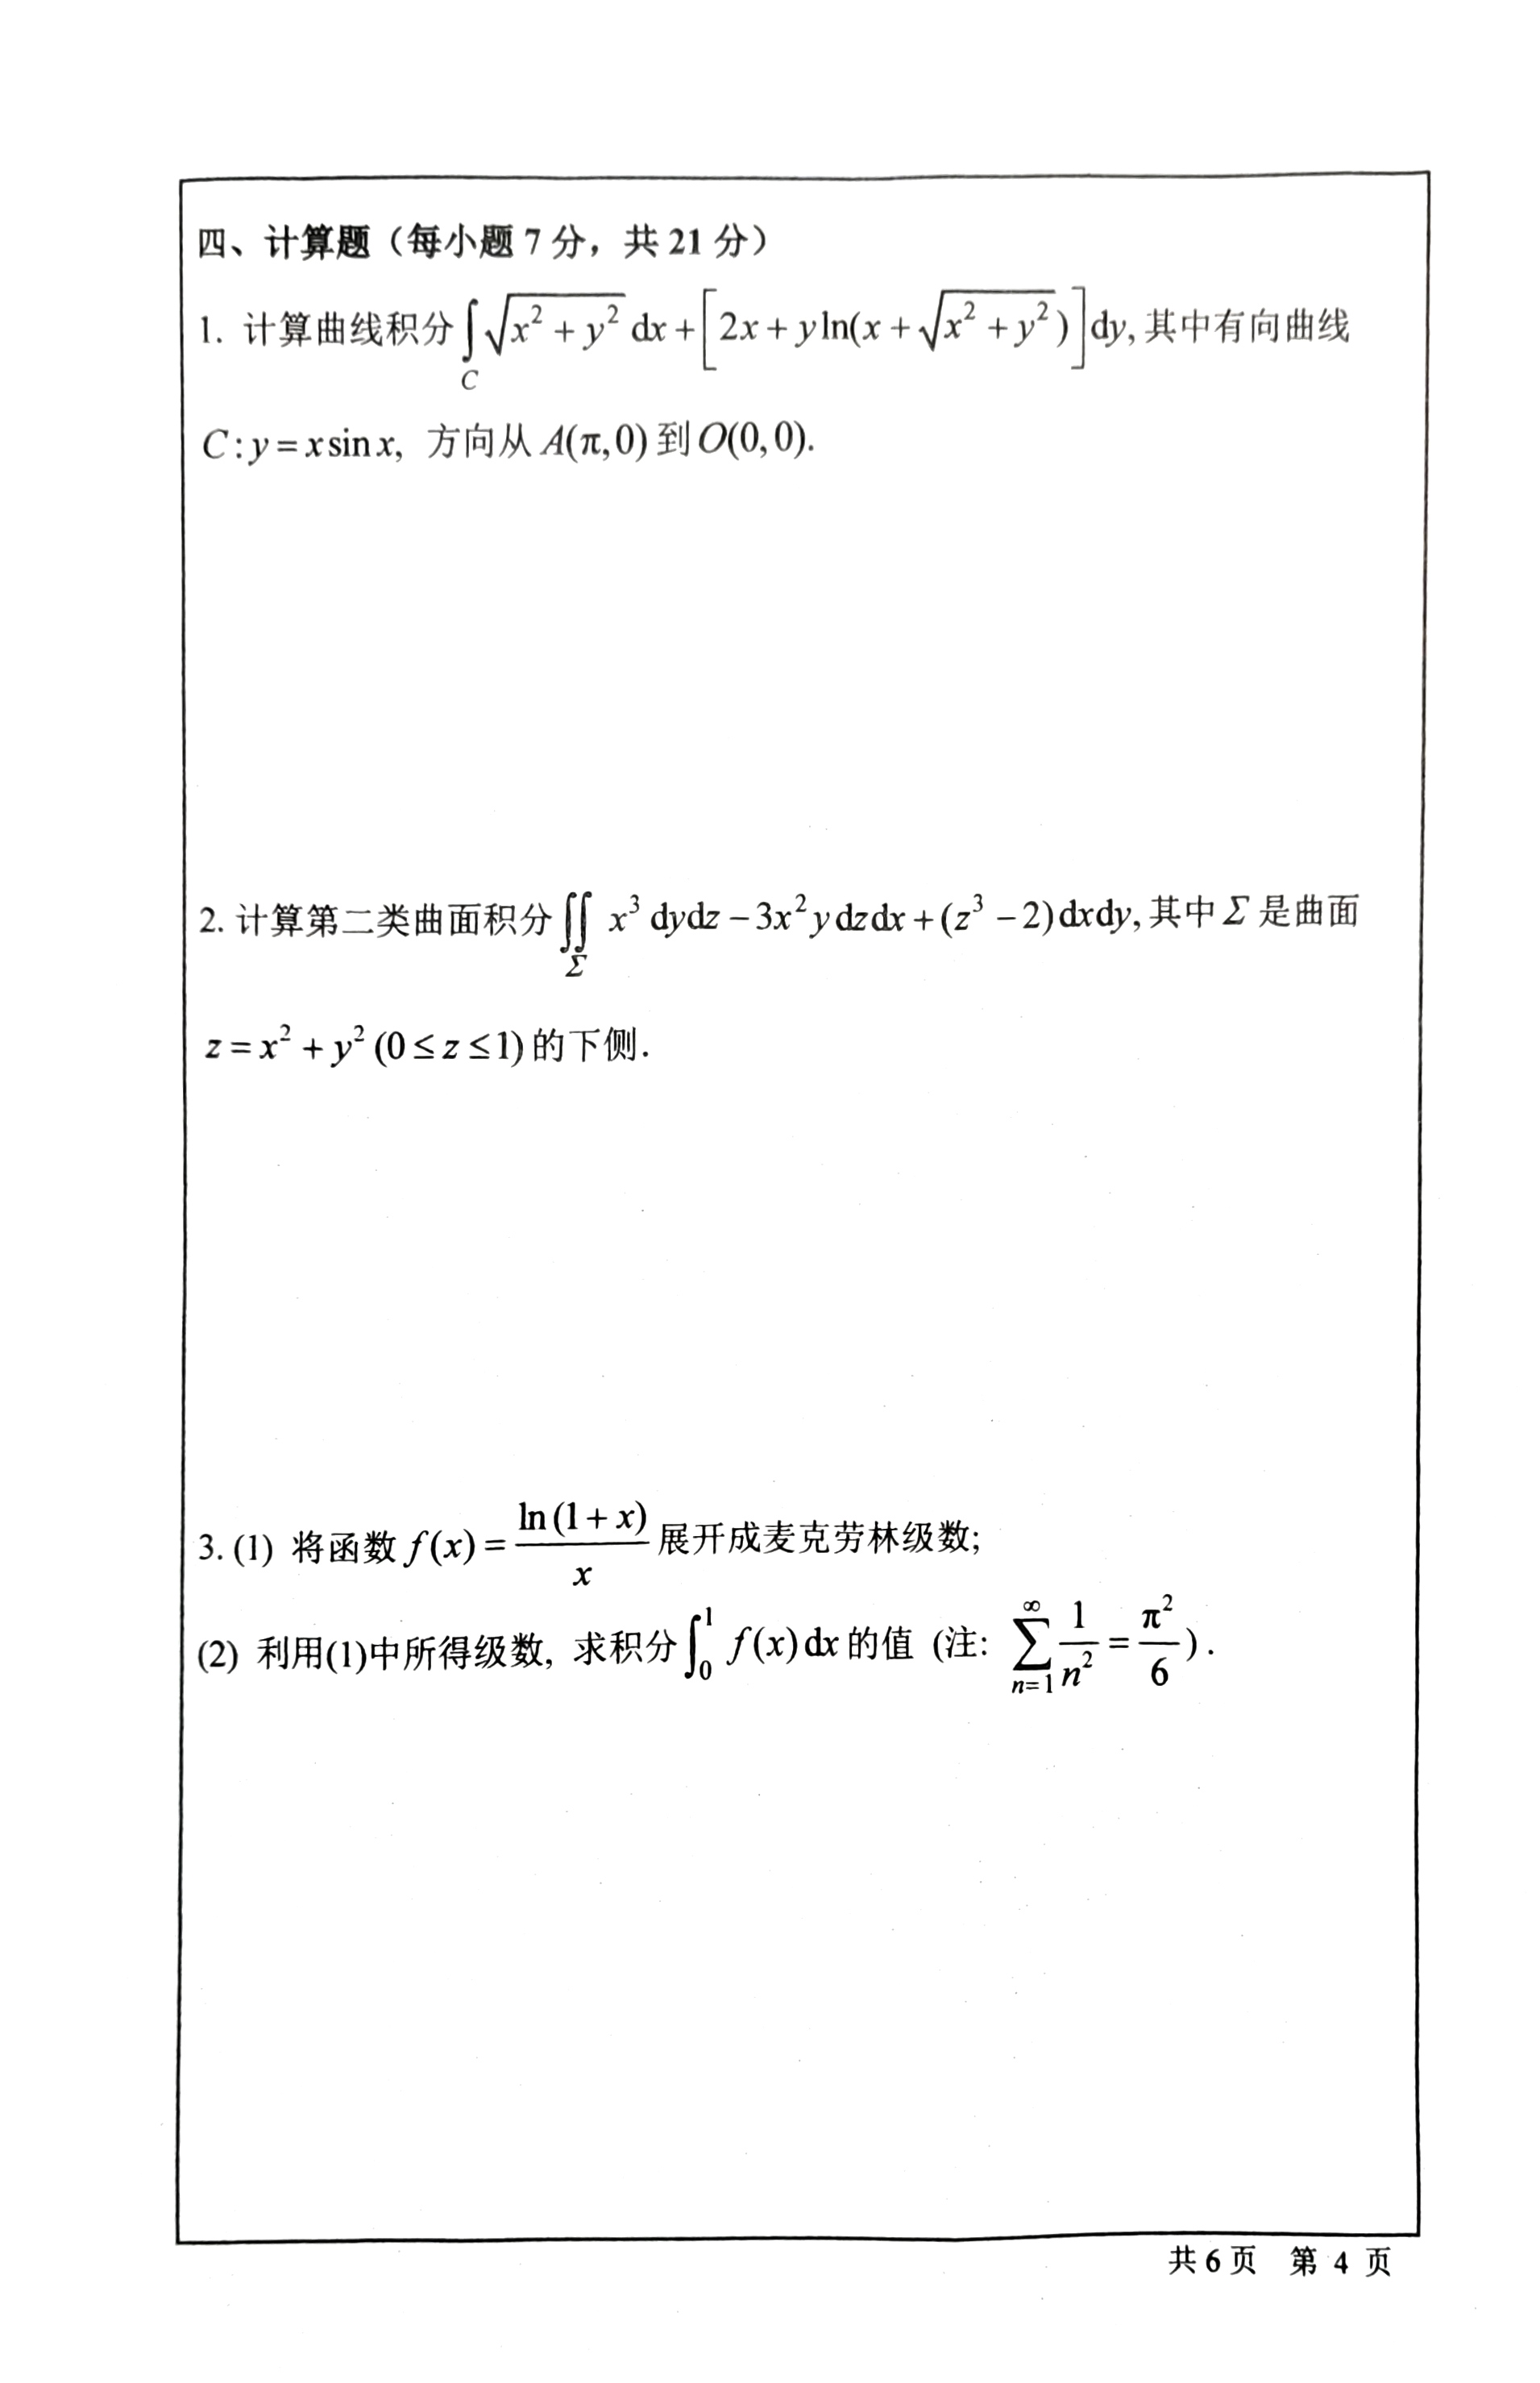 四、计算题（每小题 7 分，共 21 分）
1. 计算曲线积分 $\int_C \sqrt{x^2+y^2}\,dx+\left[2x+y\ln(x+\sqrt{x^2+y^2})\right]dy$, 其中有向曲线
$C: y=x\sin x$, 方向从 $A(\pi,0)$ 到 $O(0,0)$.
2. 计算第二类曲面积分 $\iint_\Sigma x^3\,dydz-3x^2y\,dzdx+(z^3-2)\,dxdy$, 其中 $\Sigma$ 是曲面
$z=x^2+y^2\,(0\leq z\leq 1)$ 的下侧.
3. (1) 将函数 $f(x)=\frac{\ln(1+x)}{x}$ 展开成麦克劳林级数;
(2) 利用(1)中所得级数, 求积分 $\int_0^1 f(x)\,dx$ 的值 (注: $\sum_{n=1}^{\infty}\frac{1}{n^2}=\frac{\pi^2}{6}$).
共 6 页 第 4 页